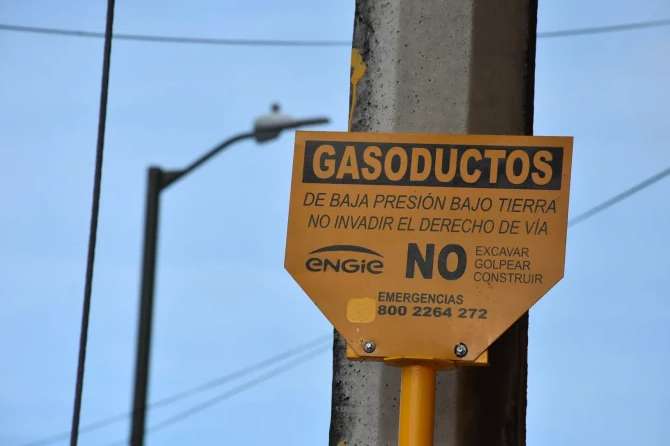 GASODUCTOS
DE BAJA PRESIÓN BAJO TIERRA
NO INVADIR EL DERECHO DE VÍA
ENGIE NO EXCAVAR
GOLPEAR
CONSTRUIR
EMERGENCIAS
800 2264 272